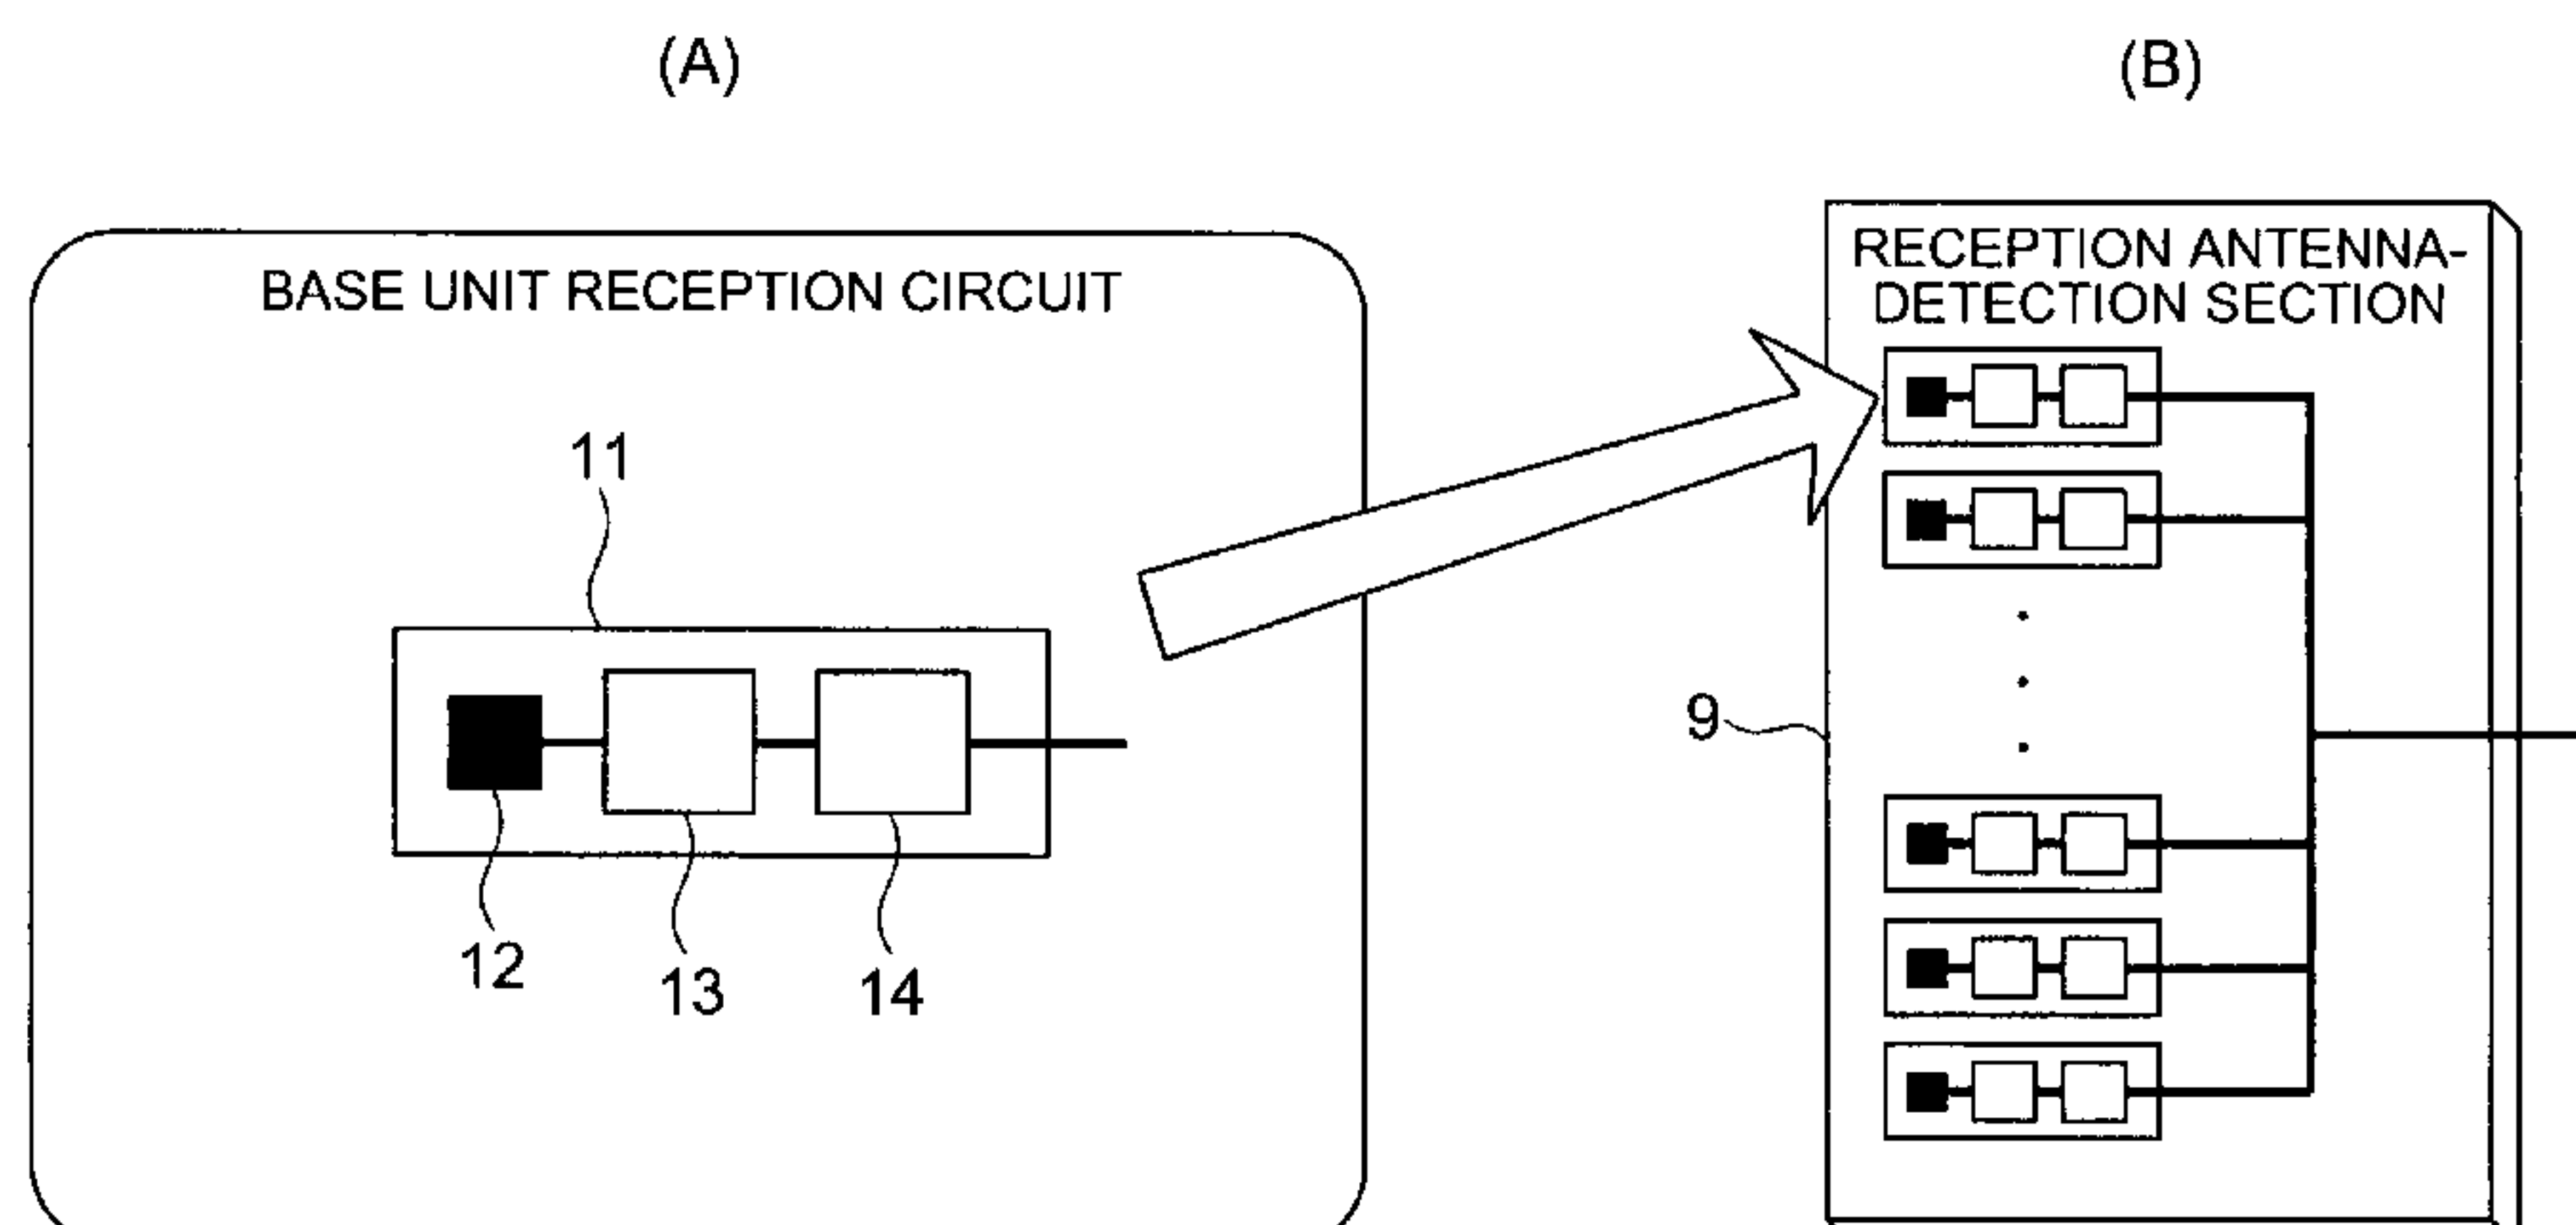 (A)
BASE UNIT RECEPTION CIRCUIT
11
12
13
14
(B)
RECEPTION ANTENNA-
DETECTION SECTION
9